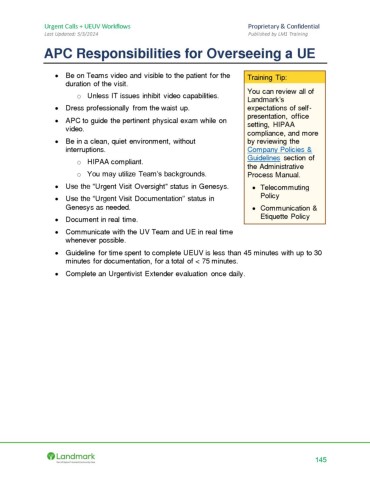 Urgent Calls + UEUV Workflows
Proprietary & Confidential
Last Updated: 5/3/2024
Published by LM1 Training
APC Responsibilities for Overseeing a UE
• Be on Teams video and visible to the patient for the
duration of the visit.
o Unless IT issues inhibit video capabilities.
• Dress professionally from the waist up.
• APC to guide the pertinent physical exam while on
video.
• Be in a clean, quiet environment, without
interruptions.
o HIPAA compliant.
o You may utilize Team's backgrounds.
• Use the "Urgent Visit Oversight" status in Genesys.
• Use the "Urgent Visit Documentation" status in
Genesys as needed.
• Document in real time.
• Communicate with the UV Team and UE in real time
whenever possible.
• Guideline for time spent to complete UEUV is less than 45 minutes with up to 30
minutes for documentation, for a total of < 75 minutes.
• Complete an Urgentivist Extender evaluation once daily.
Training Tip:
You can review all of
Landmark's
expectations of self-
presentation, office
setting, HIPAA
compliance, and more
by reviewing the
Company Policies &
Guidelines section of
the Administrative
Process Manual.
• Telecommuting
Policy
• Communication &
Etiquette Policy
Landmark
145